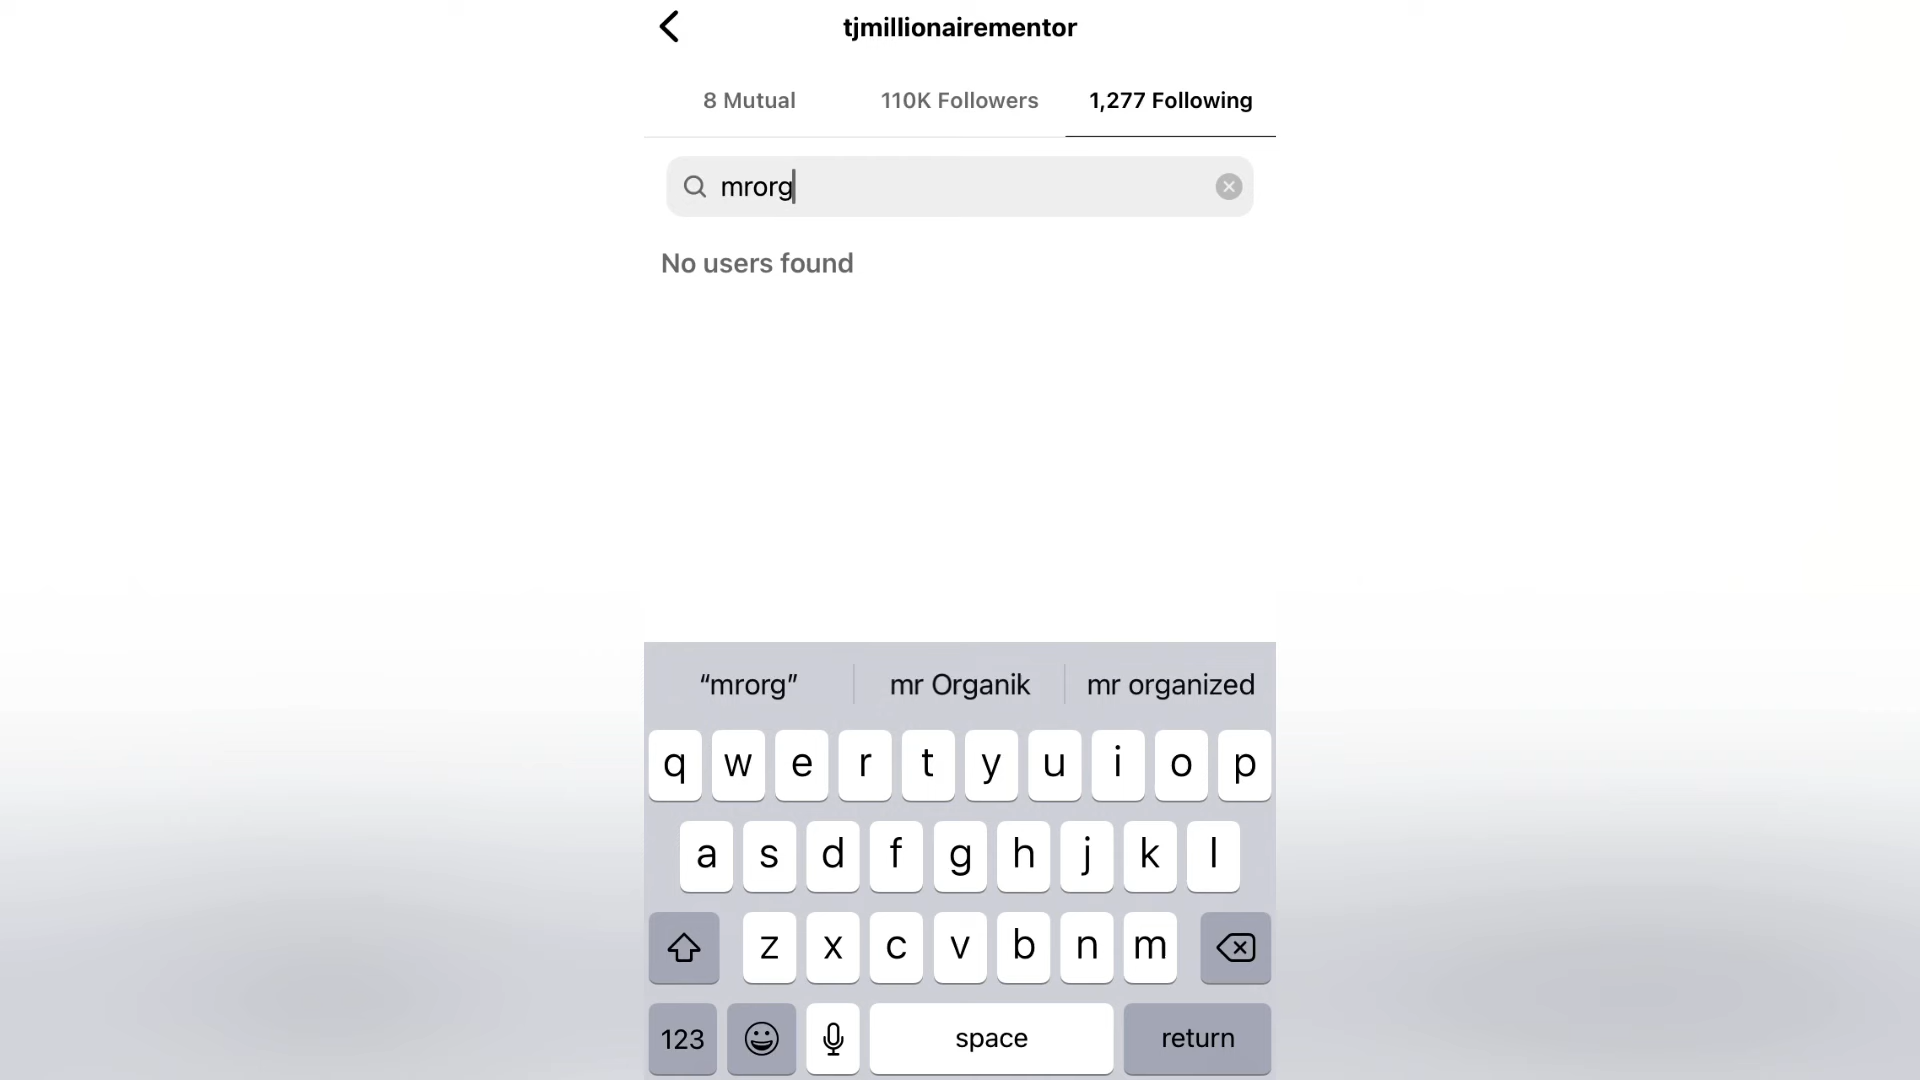 tjmillionairementor
8 Mutual 110K Followers 1,277 Following
mrorg
No users found
“mrorg” mr Organik mr organized
q w e r t y u i o p
a s d f g h j k l
z x c v b n m
123 space return